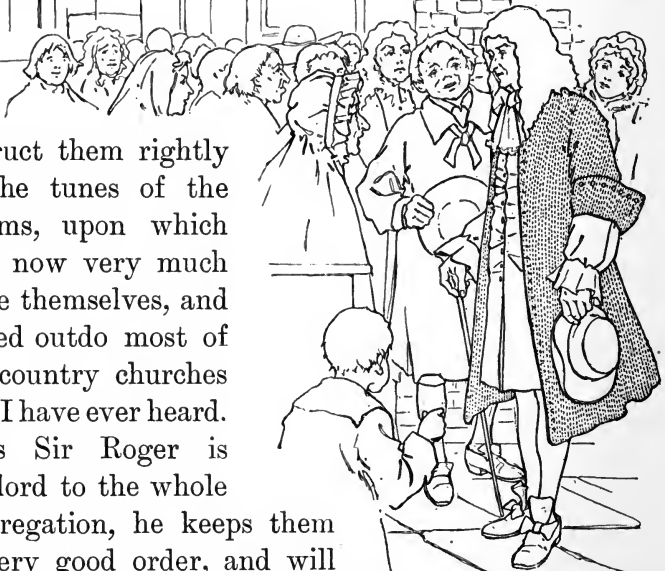 ruct them rightly
he tunes of the
ms, upon which
now very much
e themselves, and
ed outdo most of
country churches
I have ever heard.
s Sir Roger is
lord to the whole
regation, he keeps them
ery good order, and will